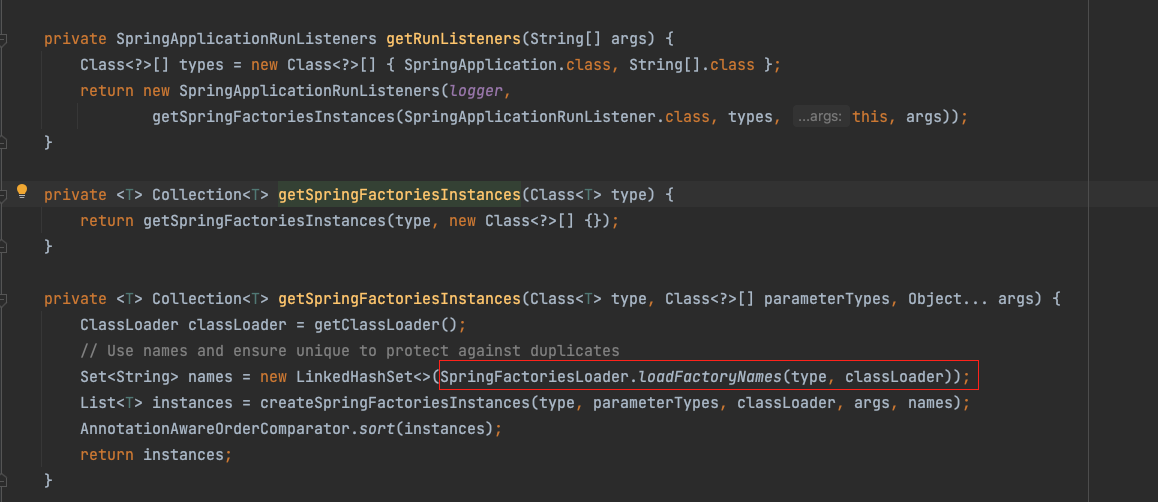 private SpringApplicationRunListeners getRunListeners(String[] args) {
Class<?>[] types = new Class<?>[] { SpringApplication.class, String[].class };
return new SpringApplicationRunListeners(logger,
getSpringFactoriesInstances(SpringApplicationRunListener.class, types, ...args: this, args));
}
private <T> Collection<T> getSpringFactoriesInstances(Class<T> type) {
return getSpringFactoriesInstances(type, new Class<?>[] {});
}
private <T> Collection<T> getSpringFactoriesInstances(Class<T> type, Class<?>[] parameterTypes, Object... args) {
ClassLoader classLoader = getClassLoader();
// Use names and ensure unique to protect against duplicates
Set<String> names = new LinkedHashSet<>(SpringFactoriesLoader.loadFactoryNames(type, classLoader));
List<T> instances = createSpringFactoriesInstances(type, parameterTypes, classLoader, args, names);
AnnotationAwareOrderComparator.sort(instances);
return instances;
}